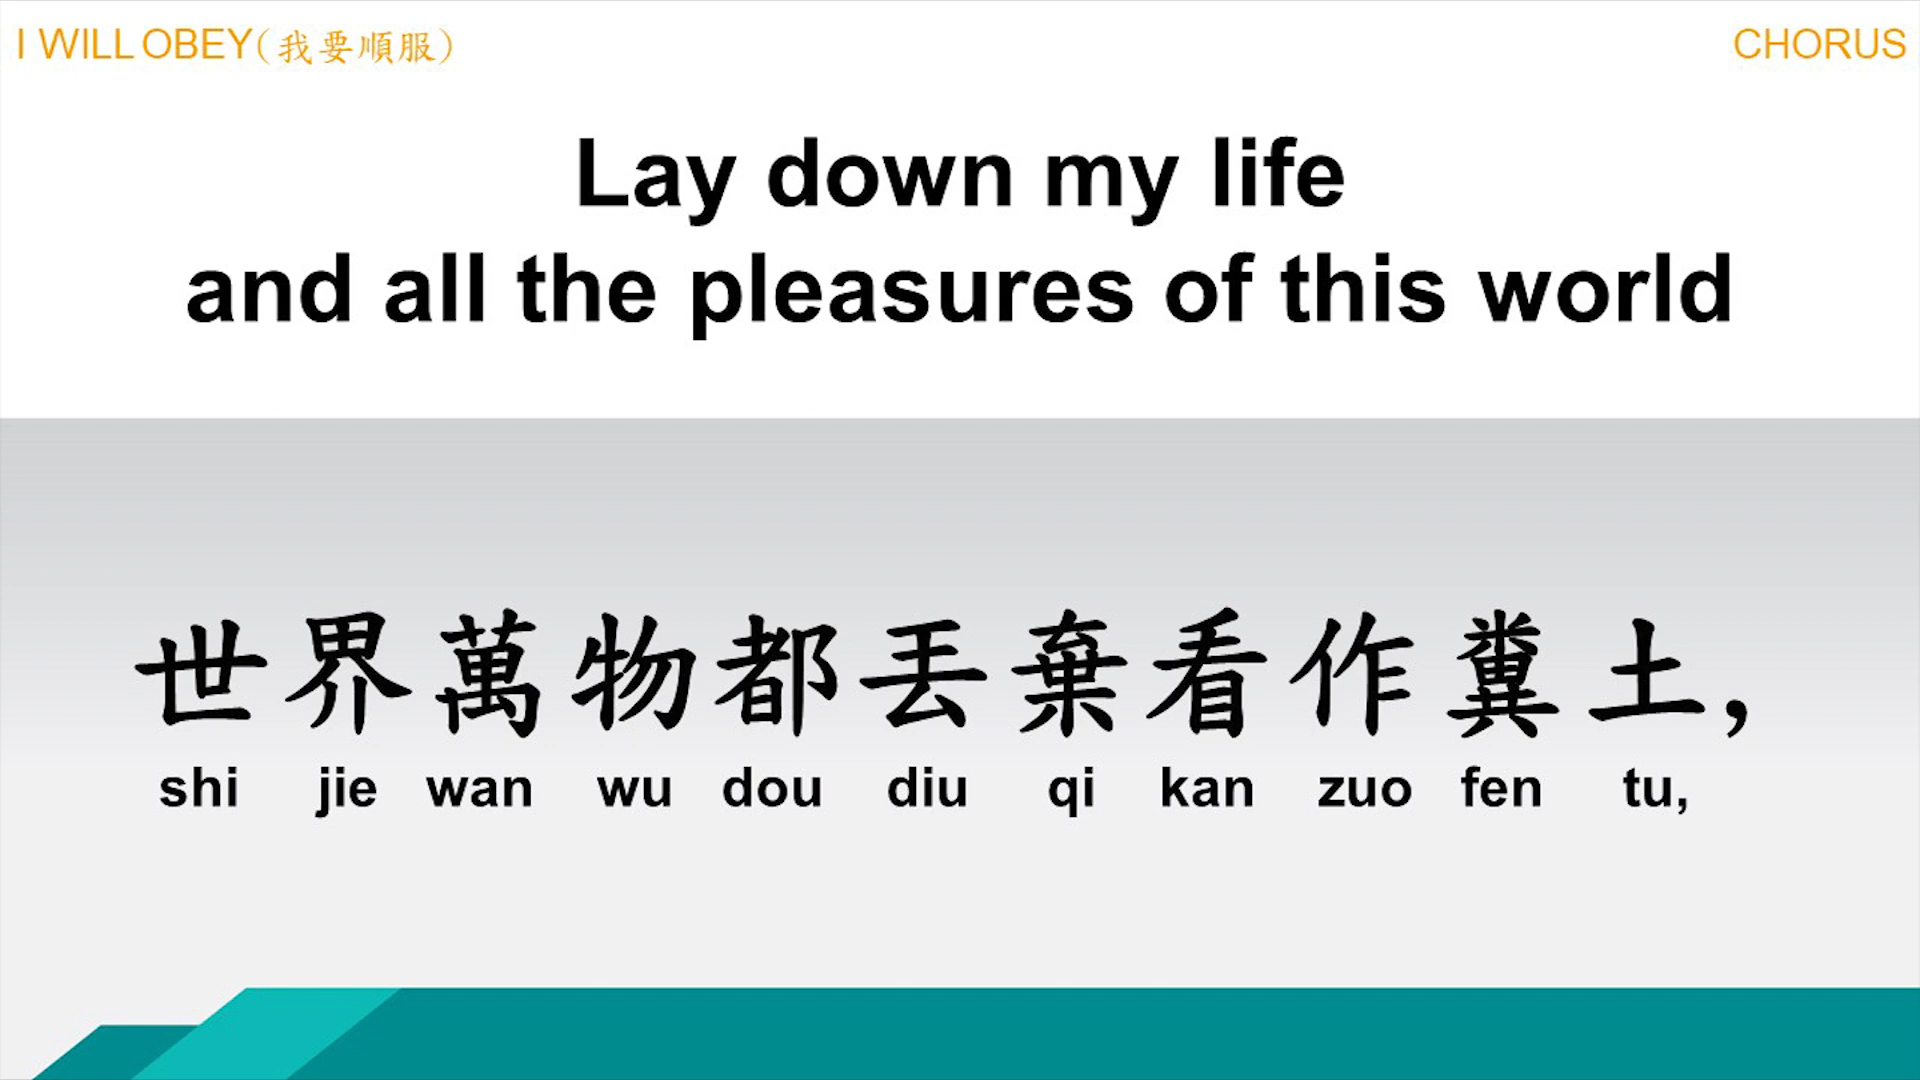 I WILL OBEY(我要順服)
CHORUS
Lay down my life
and all the pleasures of this world
世界萬物都丟棄看作糞土,
shi jie wan wu dou diu qi kan zuo fen tu,